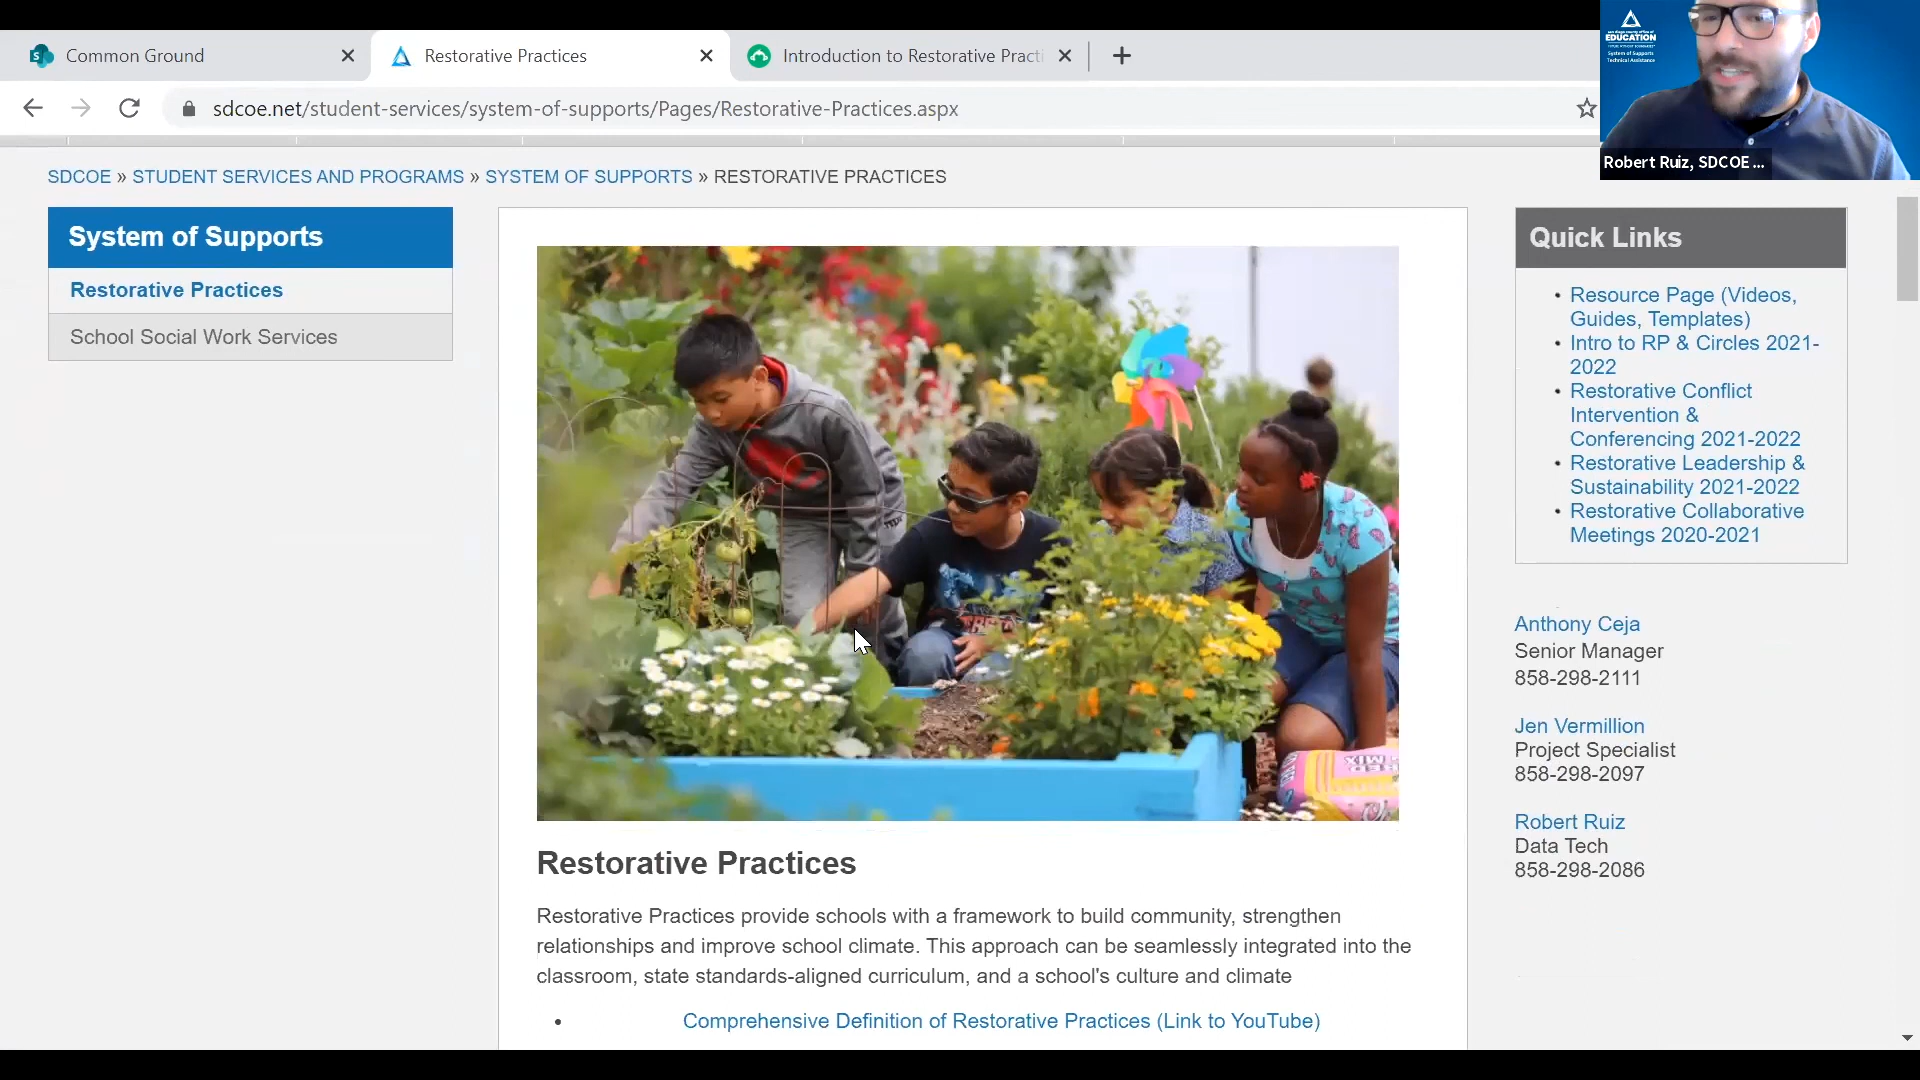 Common Ground
Restorative Practices
Introduction to Restorative Practi
sdcoe.net/student-services/system-of-supports/Pages/Restorative-Practices.aspx
EDUCATION
System of Supports
Technical Assistance
Robert Ruiz, SDCOE ...
SDCOE » STUDENT SERVICES AND PROGRAMS » SYSTEM OF SUPPORTS » RESTORATIVE PRACTICES
System of Supports
Restorative Practices
School Social Work Services
Restorative Practices
Restorative Practices provide schools with a framework to build community, strengthen
relationships and improve school climate. This approach can be seamlessly integrated into the
classroom, state standards-aligned curriculum, and a school's culture and climate
• Comprehensive Definition of Restorative Practices (Link to YouTube)
Quick Links
• Resource Page (Videos,
Guides, Templates)
• Intro to RP & Circles 2021-
2022
• Restorative Conflict
Intervention &
Conferencing 2021-2022
• Restorative Leadership &
Sustainability 2021-2022
• Restorative Collaborative
Meetings 2020-2021
Anthony Ceja
Senior Manager
858-298-2111
Jen Vermillion
Project Specialist
858-298-2097
Robert Ruiz
Data Tech
858-298-2086